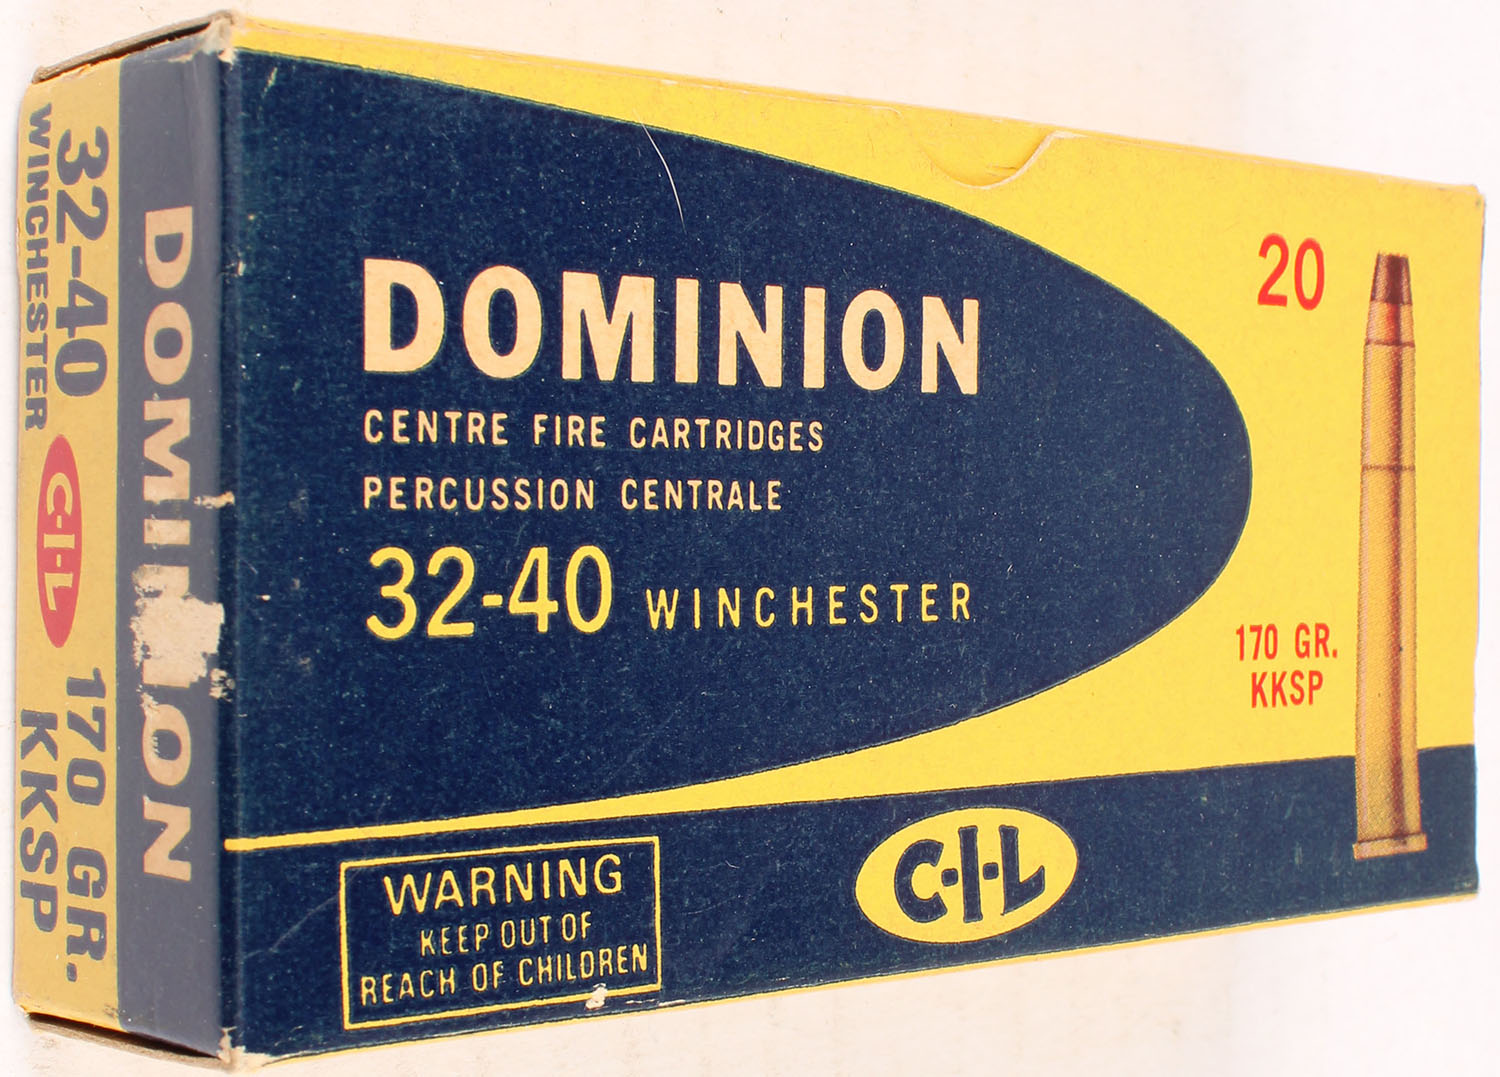 32-40
WINCHESTER
C-I-L
170 GR.
KKSP
DOMINION
DOMINION
CENTRE FIRE CARTRIDGES
PERCUSSION CENTRALE
32-40 WINCHESTER
20
170 GR.
KKSP
C-I-L
WARNING
KEEP OUT OF
REACH OF CHILDREN